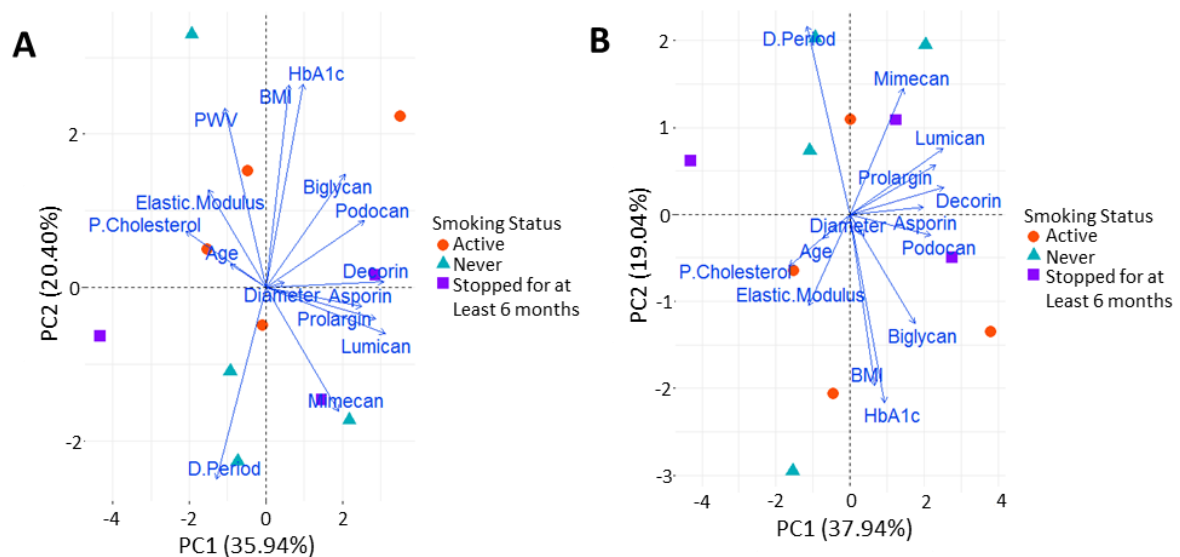 A
HbA1c
BMI
PWV
2
Biglycan
Elastic.Modulus
Podocan
P.Cholesterol
Age
Decorin
0
Diameter
Asporin
Prolargin
Lumican
Mimecan
-2
D.Period
-4
-2
0
2
PC1 (35.94%)
PC2 (20.40%)
Smoking Status
Active
Never
Stopped for at
Least 6 months
B
2
D.Period
Mimecan
1
Lumican
Prolargin
Decorin
0
Diameter
Asporin
Podocan
Age
P.Cholesterol
-1
Elastic.Modulus
Biglycan
BMI
-2
HbA1c
-3
-4
-2
0
2
4
PC1 (37.94%)
PC2 (19.04%)
Smoking Status
Active
Never
Stopped for at
Least 6 months